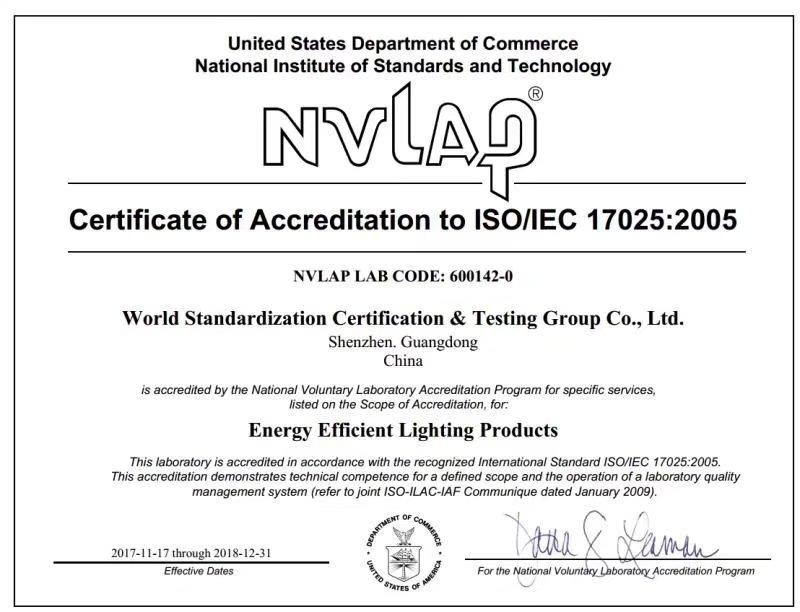 United States Department of Commerce
National Institute of Standards and Technology
NVLAP®
Certificate of Accreditation to ISO/IEC 17025:2005
NVLAP LAB CODE: 600142-0
World Standardization Certification & Testing Group Co., Ltd.
Shenzhen. Guangdong
China
is accredited by the National Voluntary Laboratory Accreditation Program for specific services,
listed on the Scope of Accreditation, for:
Energy Efficient Lighting Products
This laboratory is accredited in accordance with the recognized International Standard ISO/IEC 17025:2005.
This accreditation demonstrates technical competence for a defined scope and the operation of a laboratory quality
management system (refer to joint ISO-ILAC-IAF Communique dated January 2009).
2017-11-17 through 2018-12-31
Effective Dates
DEPARTMENT OF COMMERCE
UNITED STATES OF AMERICA
For the National Voluntary Laboratory Accreditation Program